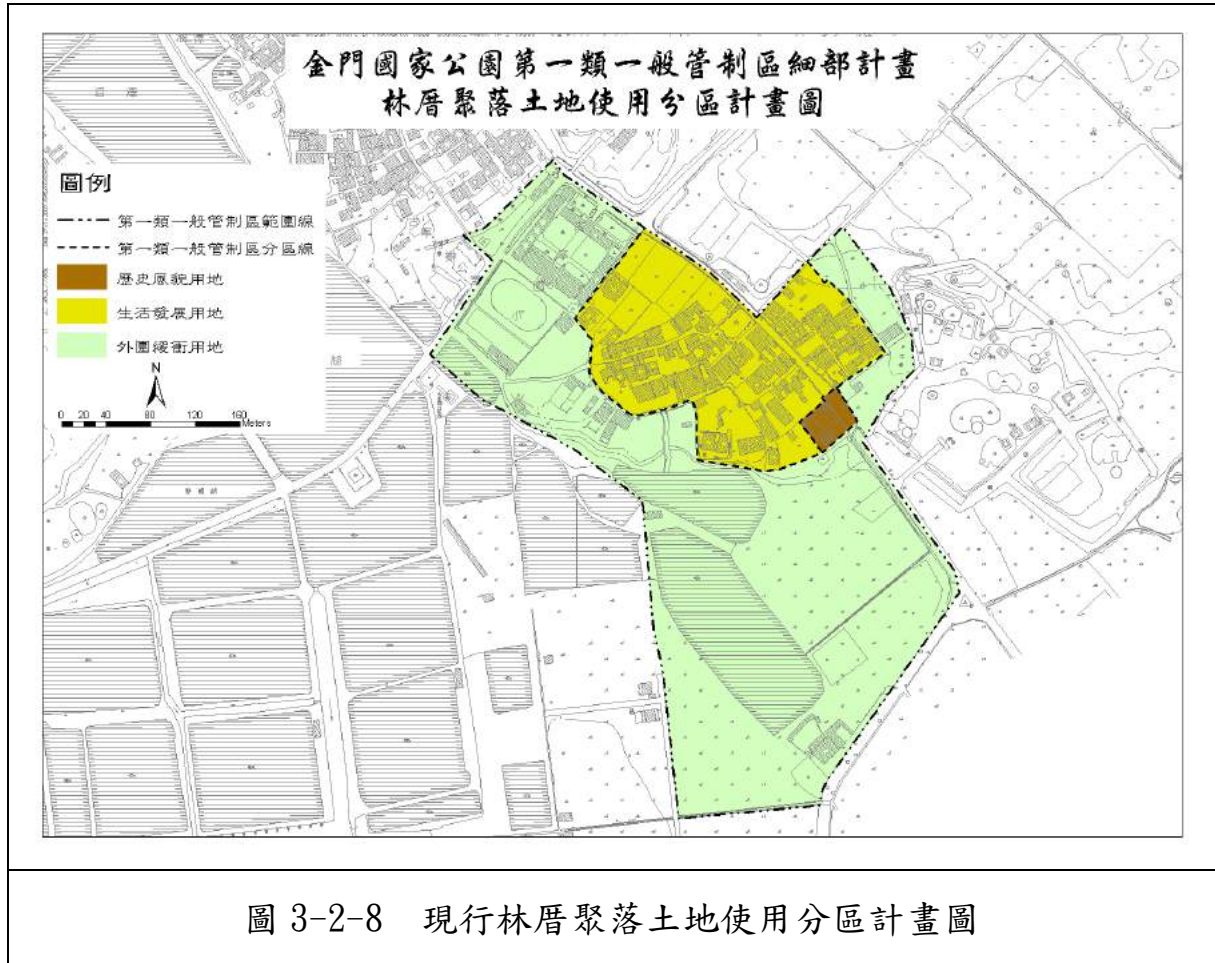 金門國家公園第一類一般管制區細部計畫
林厝聚落土地使用分區計畫圖
圖例
第一類一般管制區範圍線
第一類一般管制區分區線
歷史風貌用地
生活發展用地
外圍緩衝用地
N
0 20 40 80 120 160
Meters
圖 3-2-8 現行林厝聚落土地使用分區計畫圖